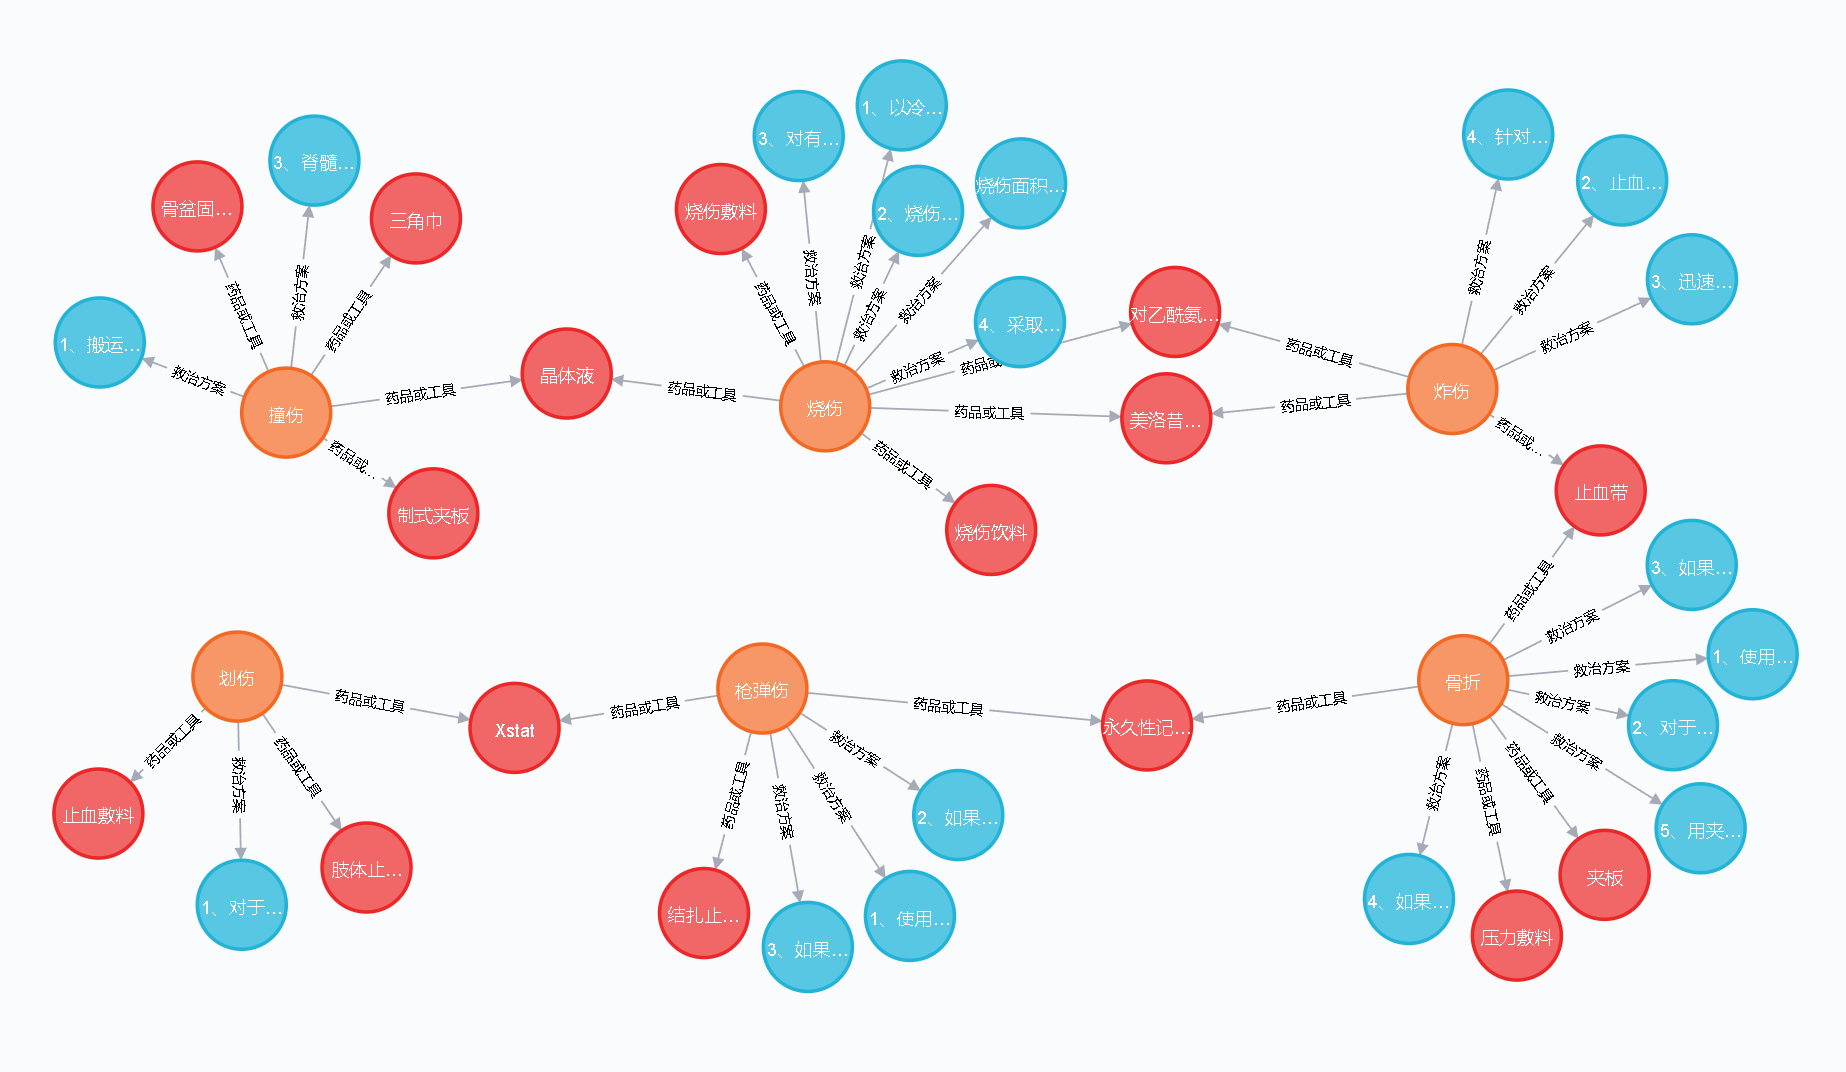 1、以冷…
3、对有…
4、针对…
3、脊髓…
2、止血…
烧伤面积…
骨盆固…
烧伤敷料
2、烧伤…
三角巾
救治方案
救治方案
救治方案
救治方案
3、迅速…
救治方案
救治方案
药品或工具
药品或工具
药品或工具
救治方案
救治方案
对乙酰氨…
4、采取…
救治方案
1、搬运…
药品或工具
救治方案
药品或
救治方案
晶体液
药品或工具
药品或工具
药品或工具
撞伤
烧伤
药品或工具
美洛昔…
药品或工具
炸伤
药品或…
药品或工具
药品或…
止血带
制式夹板
烧伤饮料
药品或工具
3、如果…
救治方案
1、使用…
救治方案
划伤
枪弹伤
骨折
药品或工具
药品或工具
药品或工具
药品或工具
救治方案
Xstat
永久性记…
2、对于…
药品或工具
救治方案
药品或工具
救治方案
救治方案
药品或工具
救治方案
救治方案
救治方案
药品或工具
药品或工具
止血敷料
2、如果…
5、用夹…
肢体止…
夹板
1、对于…
结扎止…
1、使用…
4、如果…
3、如果…
压力敷料